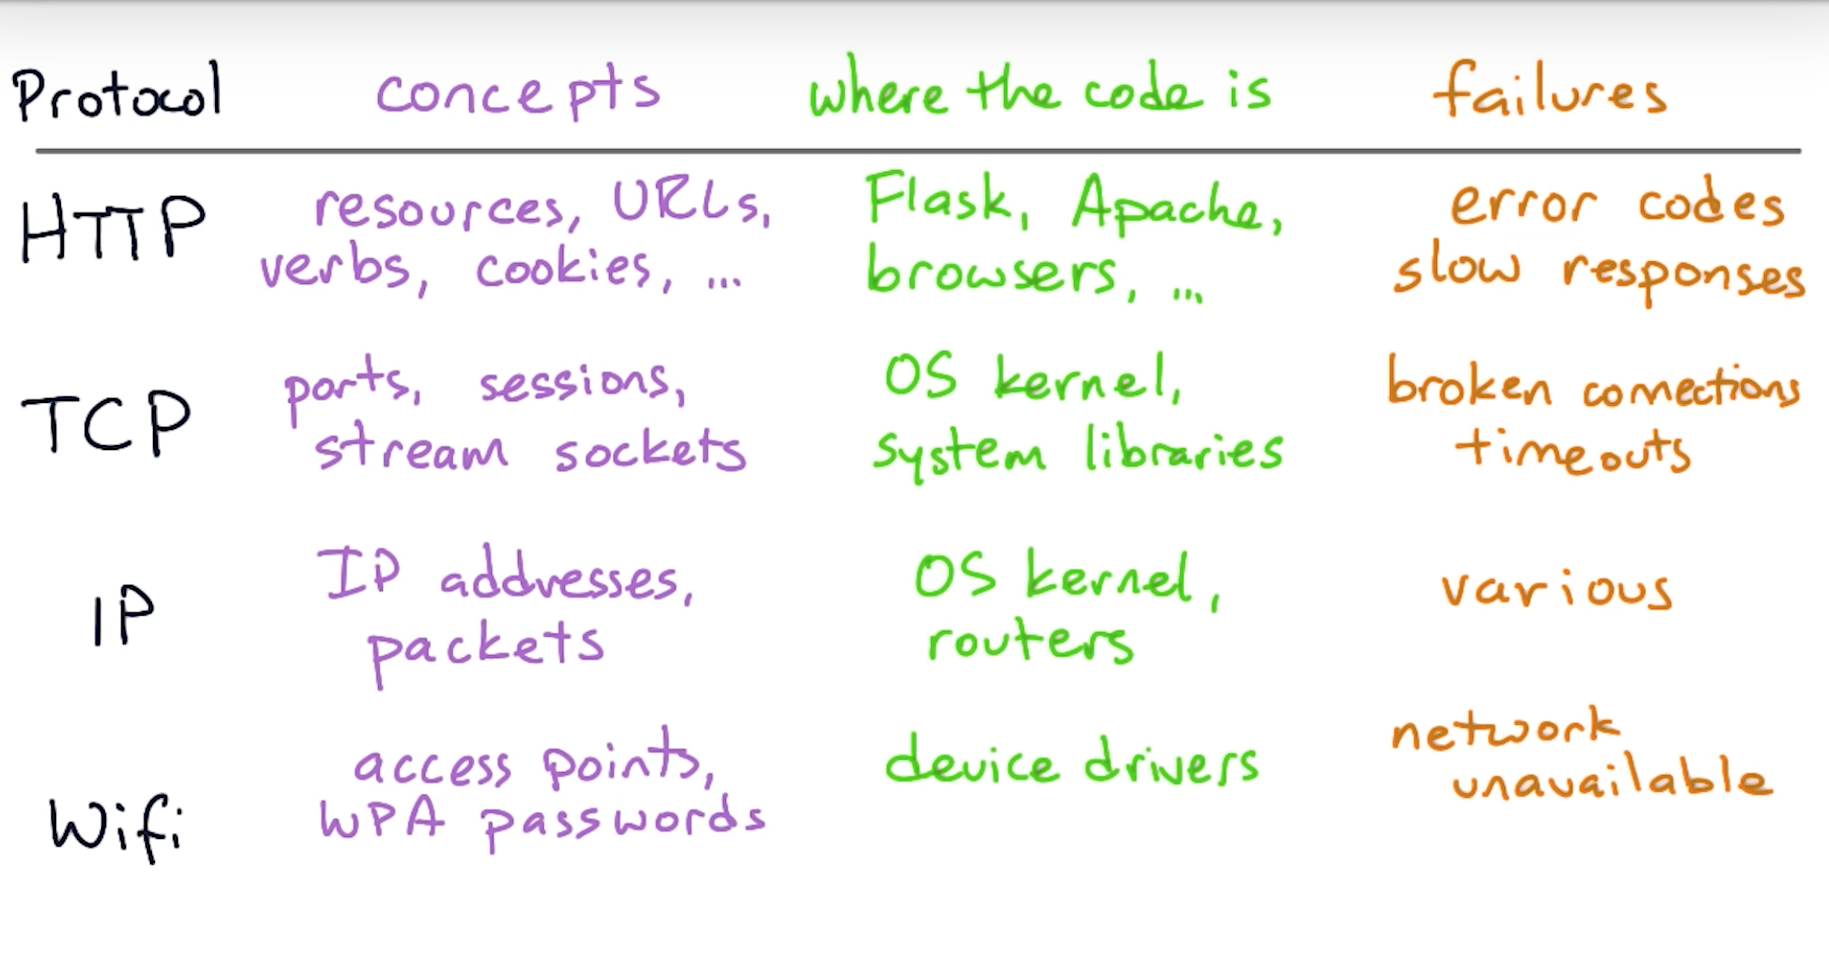 Protocol concepts where the code is failures
HTTP resources, URLs, Flask, Apache, error codes
verbs, cookies, ... browsers, ... slow responses
TCP ports, sessions, OS kernel, broken connections
stream sockets system libraries timeouts
IP IP addresses, OS kernel, various
packets routers
access points, device drivers network
Wifi WPA passwords unavailable